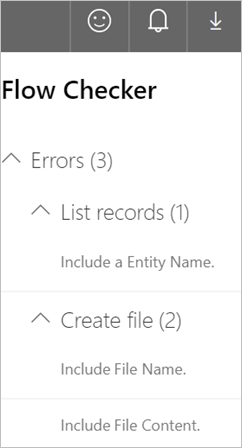 Flow Checker
Errors (3)
List records (1)
Include a Entity Name.
Create file (2)
Include File Name.
Include File Content.